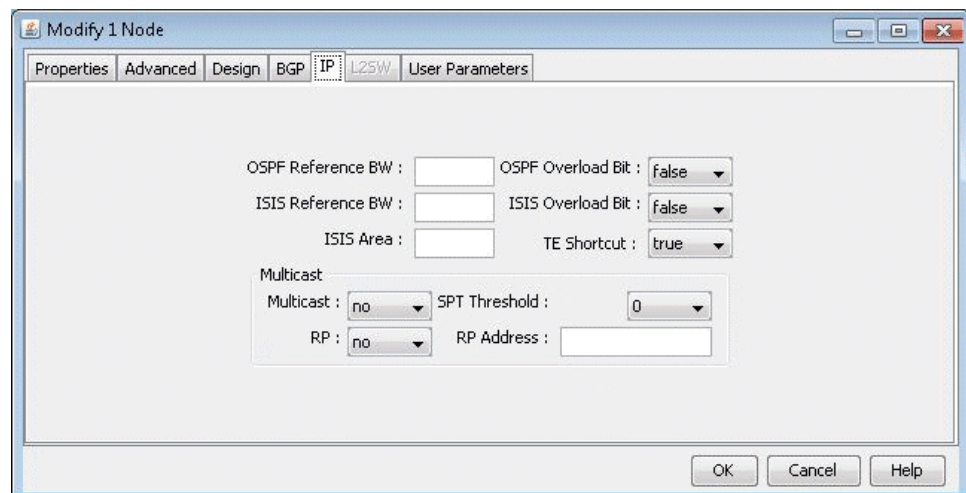 Modify 1 Node
Properties Advanced Design BGP IP L2SW User Parameters
OSPF Reference BW : OSPF Overload Bit : false
ISIS Reference BW : ISIS Overload Bit : false
ISIS Area : TE Shortcut : true
Multicast
Multicast : no SPT Threshold : 0
RP : no RP Address :
OK Cancel Help